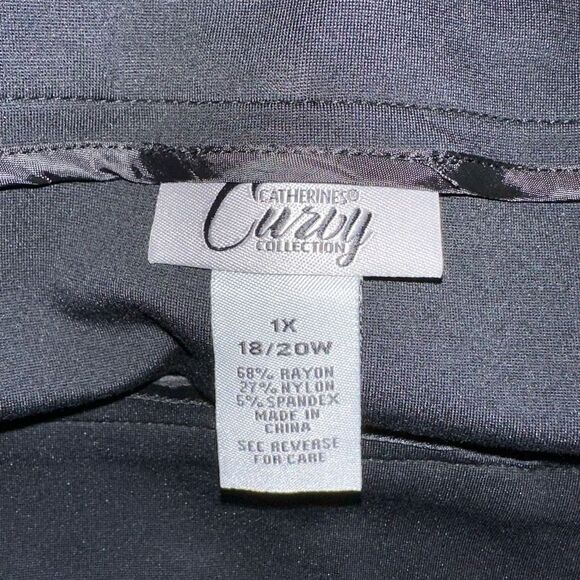 CATHERINES®
Curvy
COLLECTION
1X
18/20W
68% RAYON
27% NYLON
5% SPANDEX
MADE IN
CHINA
SEE REVERSE
FOR CARE